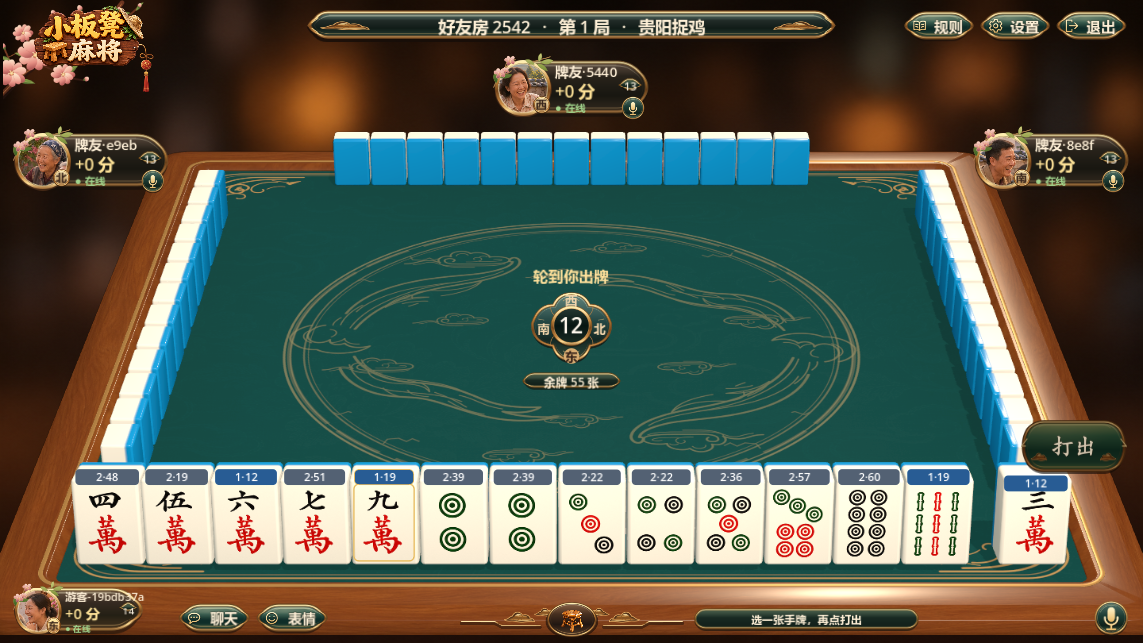 小板凳
麻将
好友房 2542 · 第 1 局 · 贵阳捉鸡
规则
设置
退出
牌友·5440
+0 分
在线
13
西
牌友·e9eb
+0 分
在线
13
北
牌友·8e8f
+0 分
在线
13
南
轮到你出牌
西
南 12 北
东
余牌 55 张
打出
2·48 2·19 1·12 2·51 1·19 2·39 2·39 2·22 2·22 2·36 2·57 2·60 1·19 1·12
四 伍 六 七 九 三
萬 萬 萬 萬 萬 萬
游客-19bdb37a
+0 分
在线
14
东
聊天
表情
选一张手牌，再点打出